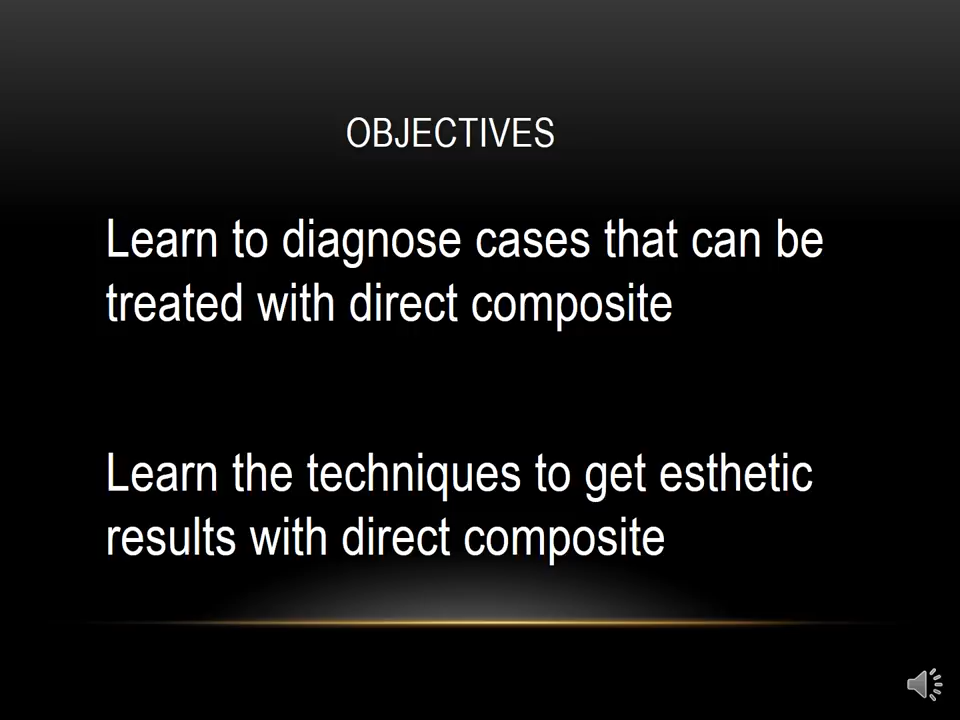 OBJECTIVES
Learn to diagnose cases that can be
treated with direct composite
Learn the techniques to get esthetic
results with direct composite